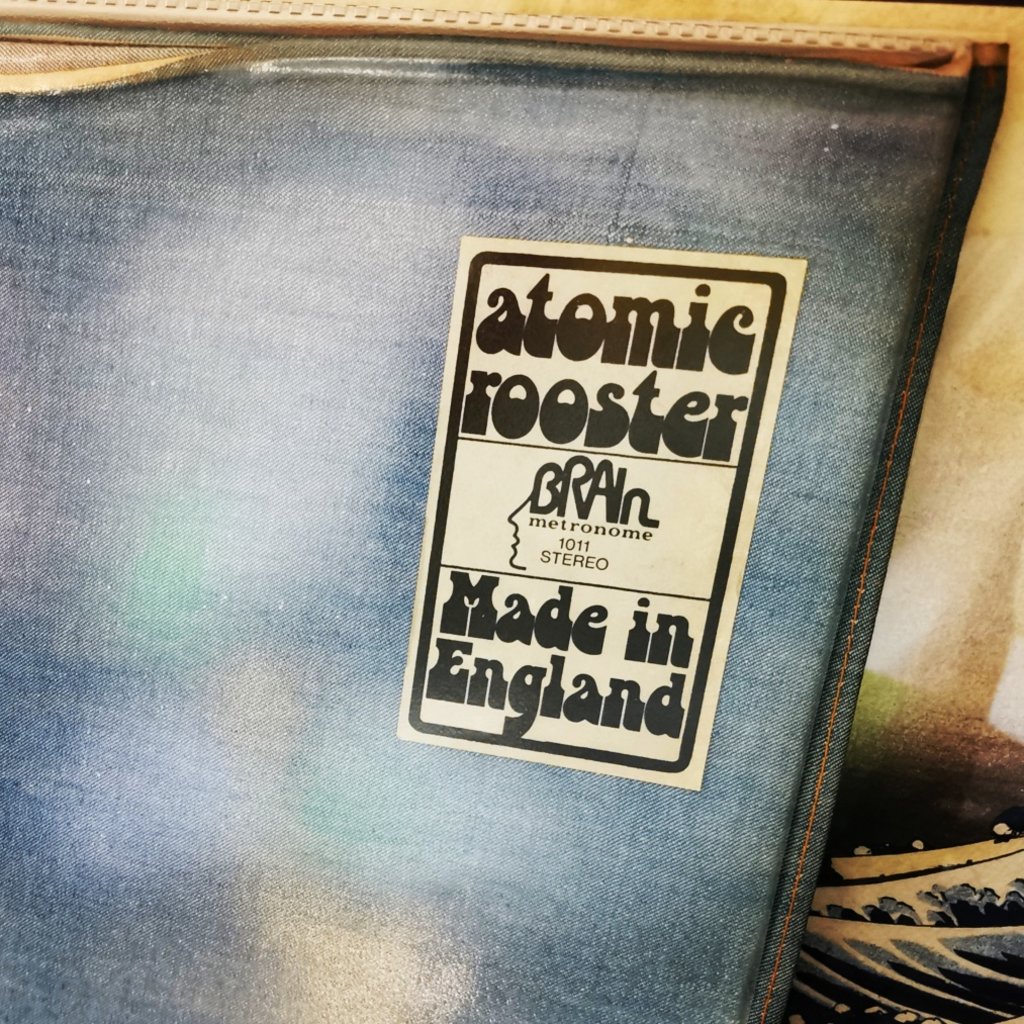 atomic
rooster
BRAIn
metronome
1011
STEREO
Made in
England